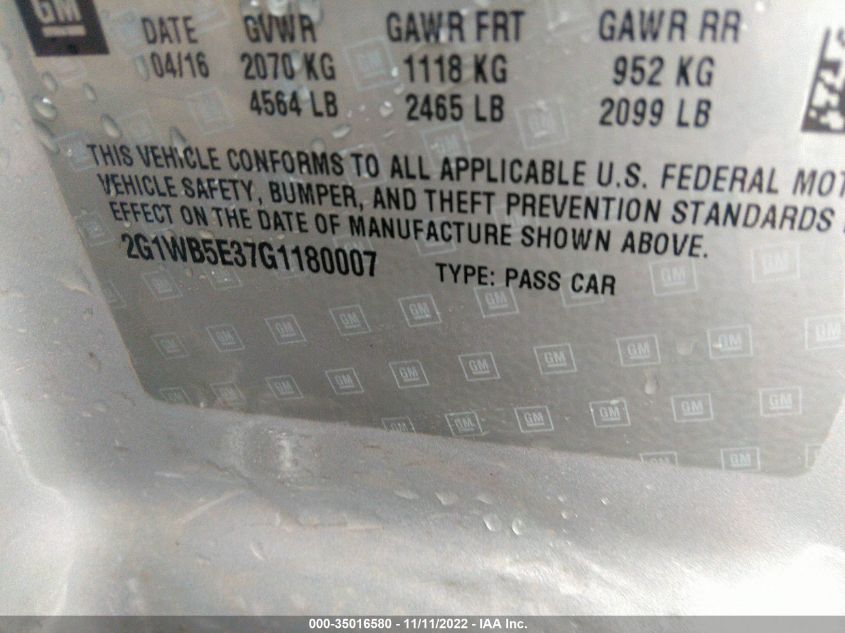 GM
DATE GVWR GAWR FRT GAWR RR
04/16 2070 KG 1118 KG 952 KG
4564 LB 2465 LB 2099 LB
THIS VEHICLE CONFORMS TO ALL APPLICABLE U.S. FEDERAL MOT
VEHICLE SAFETY, BUMPER, AND THEFT PREVENTION STANDARDS
EFFECT ON THE DATE OF MANUFACTURE SHOWN ABOVE.
2G1WB5E37G1180007 TYPE: PASS CAR
000-35016580 - 11/11/2022 - IAA Inc.